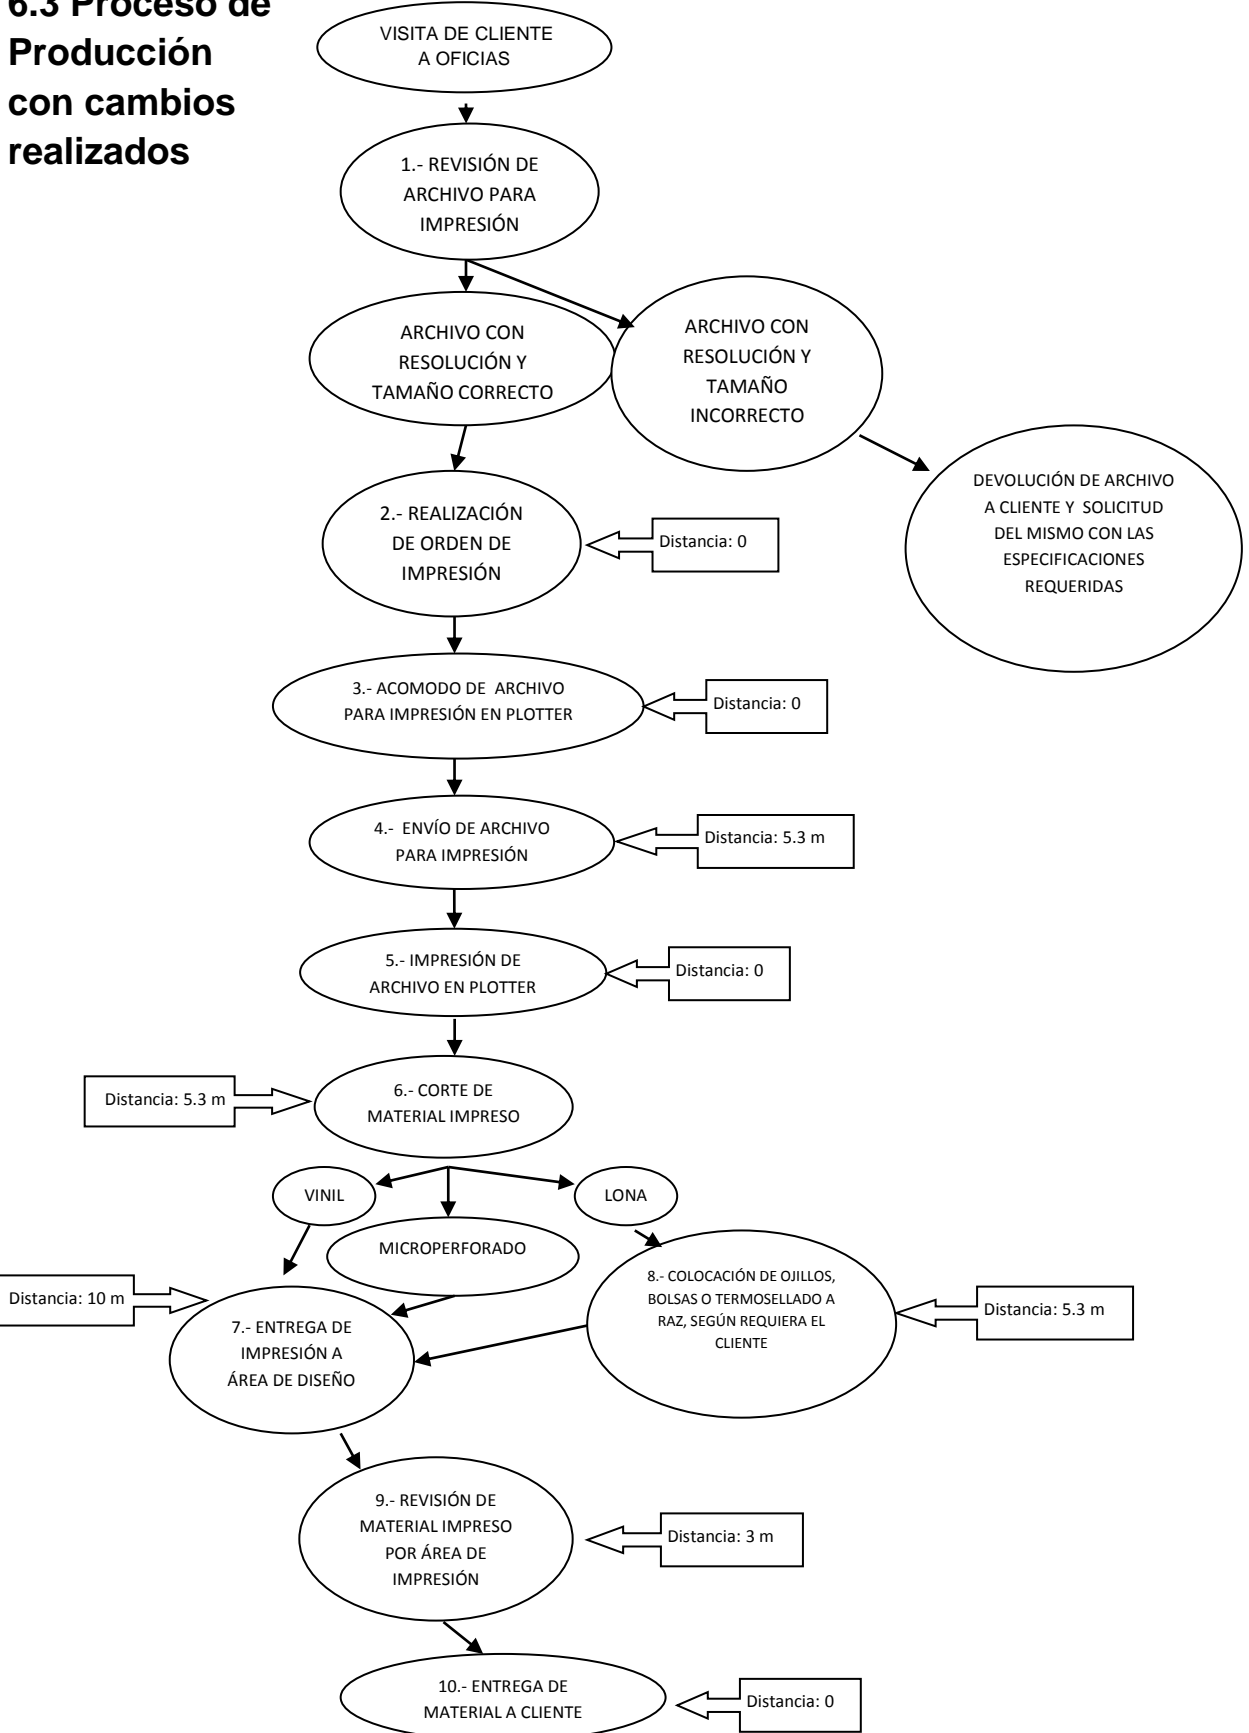 6.3 Proceso de
Producción
con cambios
realizados
VISITA DE CLIENTE
A OFICIAS
1.- REVISIÓN DE
ARCHIVO PARA
IMPRESIÓN
ARCHIVO CON
RESOLUCIÓN Y
TAMAÑO CORRECTO
ARCHIVO CON
RESOLUCIÓN Y
TAMAÑO
INCORRECTO
DEVOLUCIÓN DE ARCHIVO
A CLIENTE Y SOLICITUD
DEL MISMO CON LAS
ESPECIFICACIONES
REQUERIDAS
2.- REALIZACIÓN
DE ORDEN DE
IMPRESIÓN
Distancia: 0
3.- ACOMODO DE ARCHIVO
PARA IMPRESIÓN EN PLOTTER
Distancia: 0
4.- ENVÍO DE ARCHIVO
PARA IMPRESIÓN
Distancia: 5.3 m
5.- IMPRESIÓN DE
ARCHIVO EN PLOTTER
Distancia: 0
Distancia: 5.3 m
6.- CORTE DE
MATERIAL IMPRESO
VINIL
LONA
MICROPERFORADO
8.- COLOCACIÓN DE OJILLOS,
BOLSAS O TERMOSELLADO A
RAZ, SEGÚN REQUIERA EL
CLIENTE
Distancia: 5.3 m
Distancia: 10 m
7.- ENTREGA DE
IMPRESIÓN A
ÁREA DE DISEÑO
9.- REVISIÓN DE
MATERIAL IMPRESO
POR ÁREA DE
IMPRESIÓN
Distancia: 3 m
10.- ENTREGA DE
MATERIAL A CLIENTE
Distancia: 0